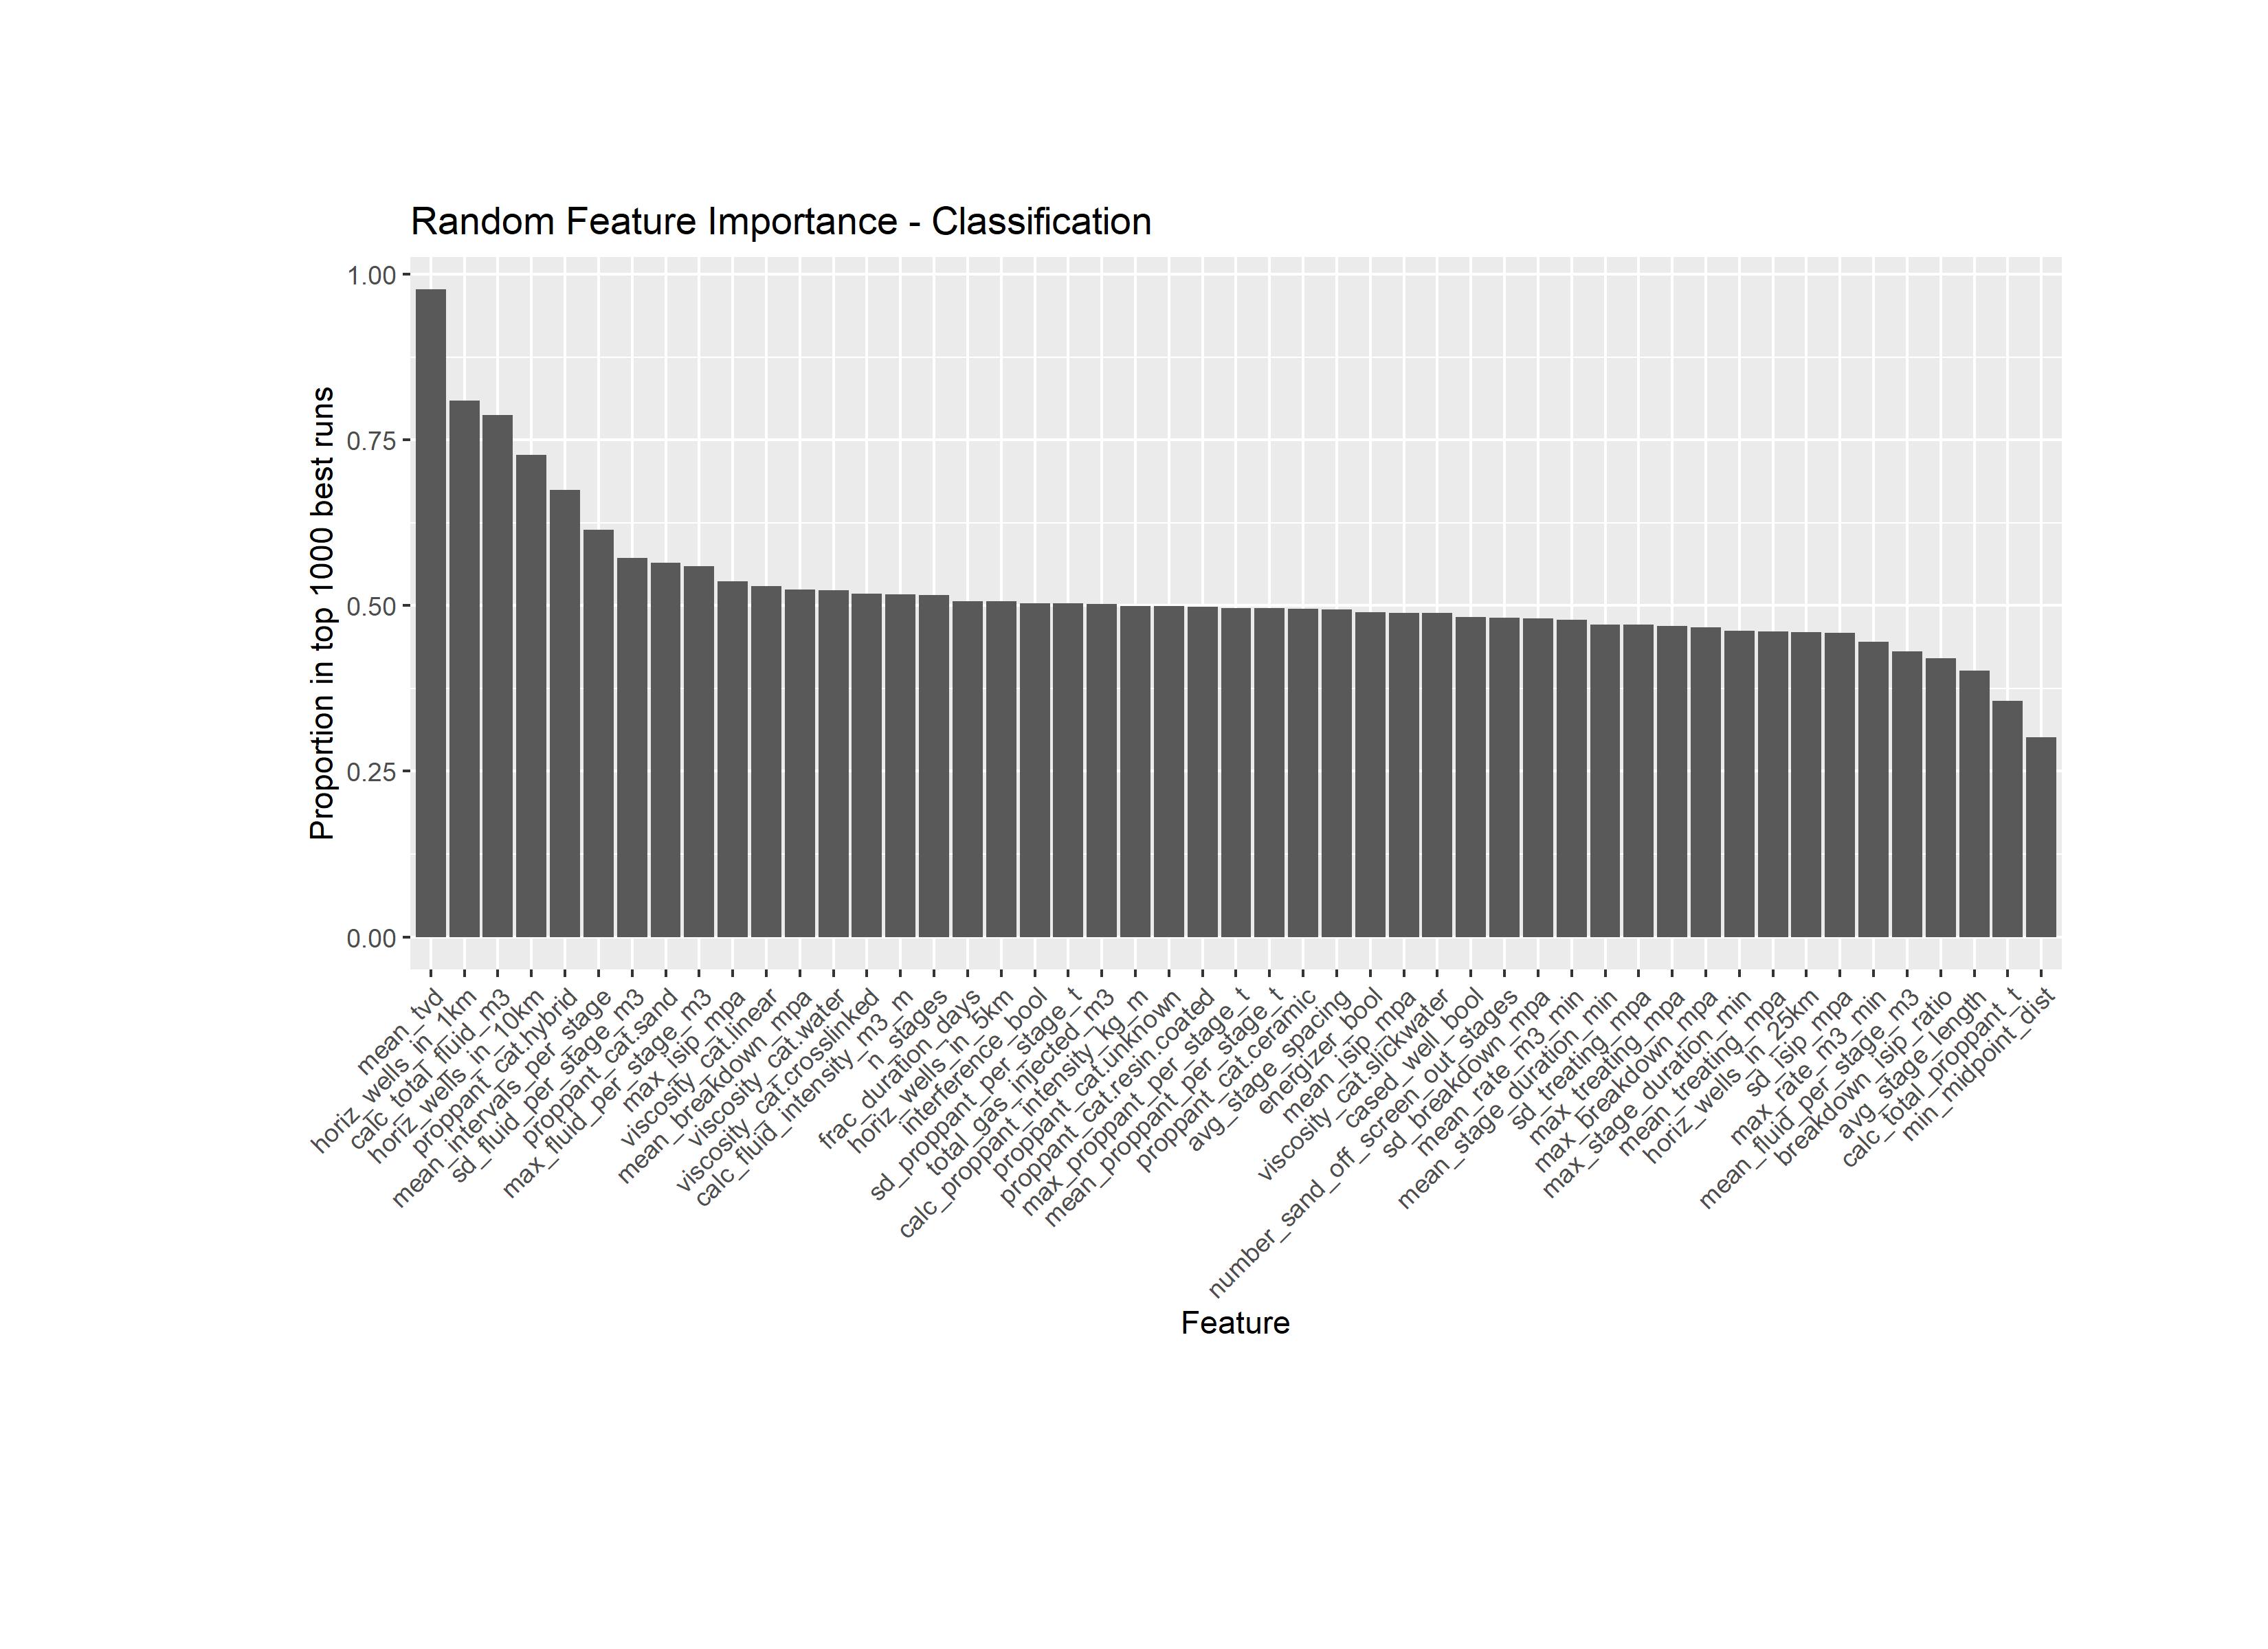 Random Feature Importance - Classification
Proportion in top 1000 best runs
1.00
0.75
0.50
0.25
0.00
mean_tvd
horiz_wells_in_1km
calc_total_fluid_m3
horiz_wells_in_10km
proppant_cat.hybrid
mean_intervals_per_stage
sd_fluid_per_stage_m3
proppant_cat.sand
max_fluid_per_stage_m3
max_isip_mpa
viscosity_cat.linear
mean_breakdown_mpa
viscosity_cat.water
viscosity_cat.crosslinked
calc_fluid_intensity_m3_m
n_stages
frac_duration_days
horiz_wells_in_5km
interference_bool
sd_proppant_per_stage_t
total_gas_injected_m3
calc_proppant_intensity_kg_m
proppant_cat.unknown
proppant_cat.resin.coated
max_proppant_per_stage_t
mean_proppant_per_stage_t
proppant_cat.ceramic
avg_stage_spacing
energizer_bool
mean_isip_mpa
viscosity_cat.slickwater
cased_well_bool
number_sand_off_screen_out_stages
sd_breakdown_mpa
mean_rate_m3_min
mean_stage_duration_min
sd_treating_mpa
max_treating_mpa
max_breakdown_mpa
max_stage_duration_min
mean_treating_mpa
horiz_wells_in_25km
sd_isip_mpa
max_rate_m3_min
mean_fluid_per_stage_m3
breakdown_isip_ratio
avg_stage_length
calc_total_proppant_t
min_midpoint_dist
Feature